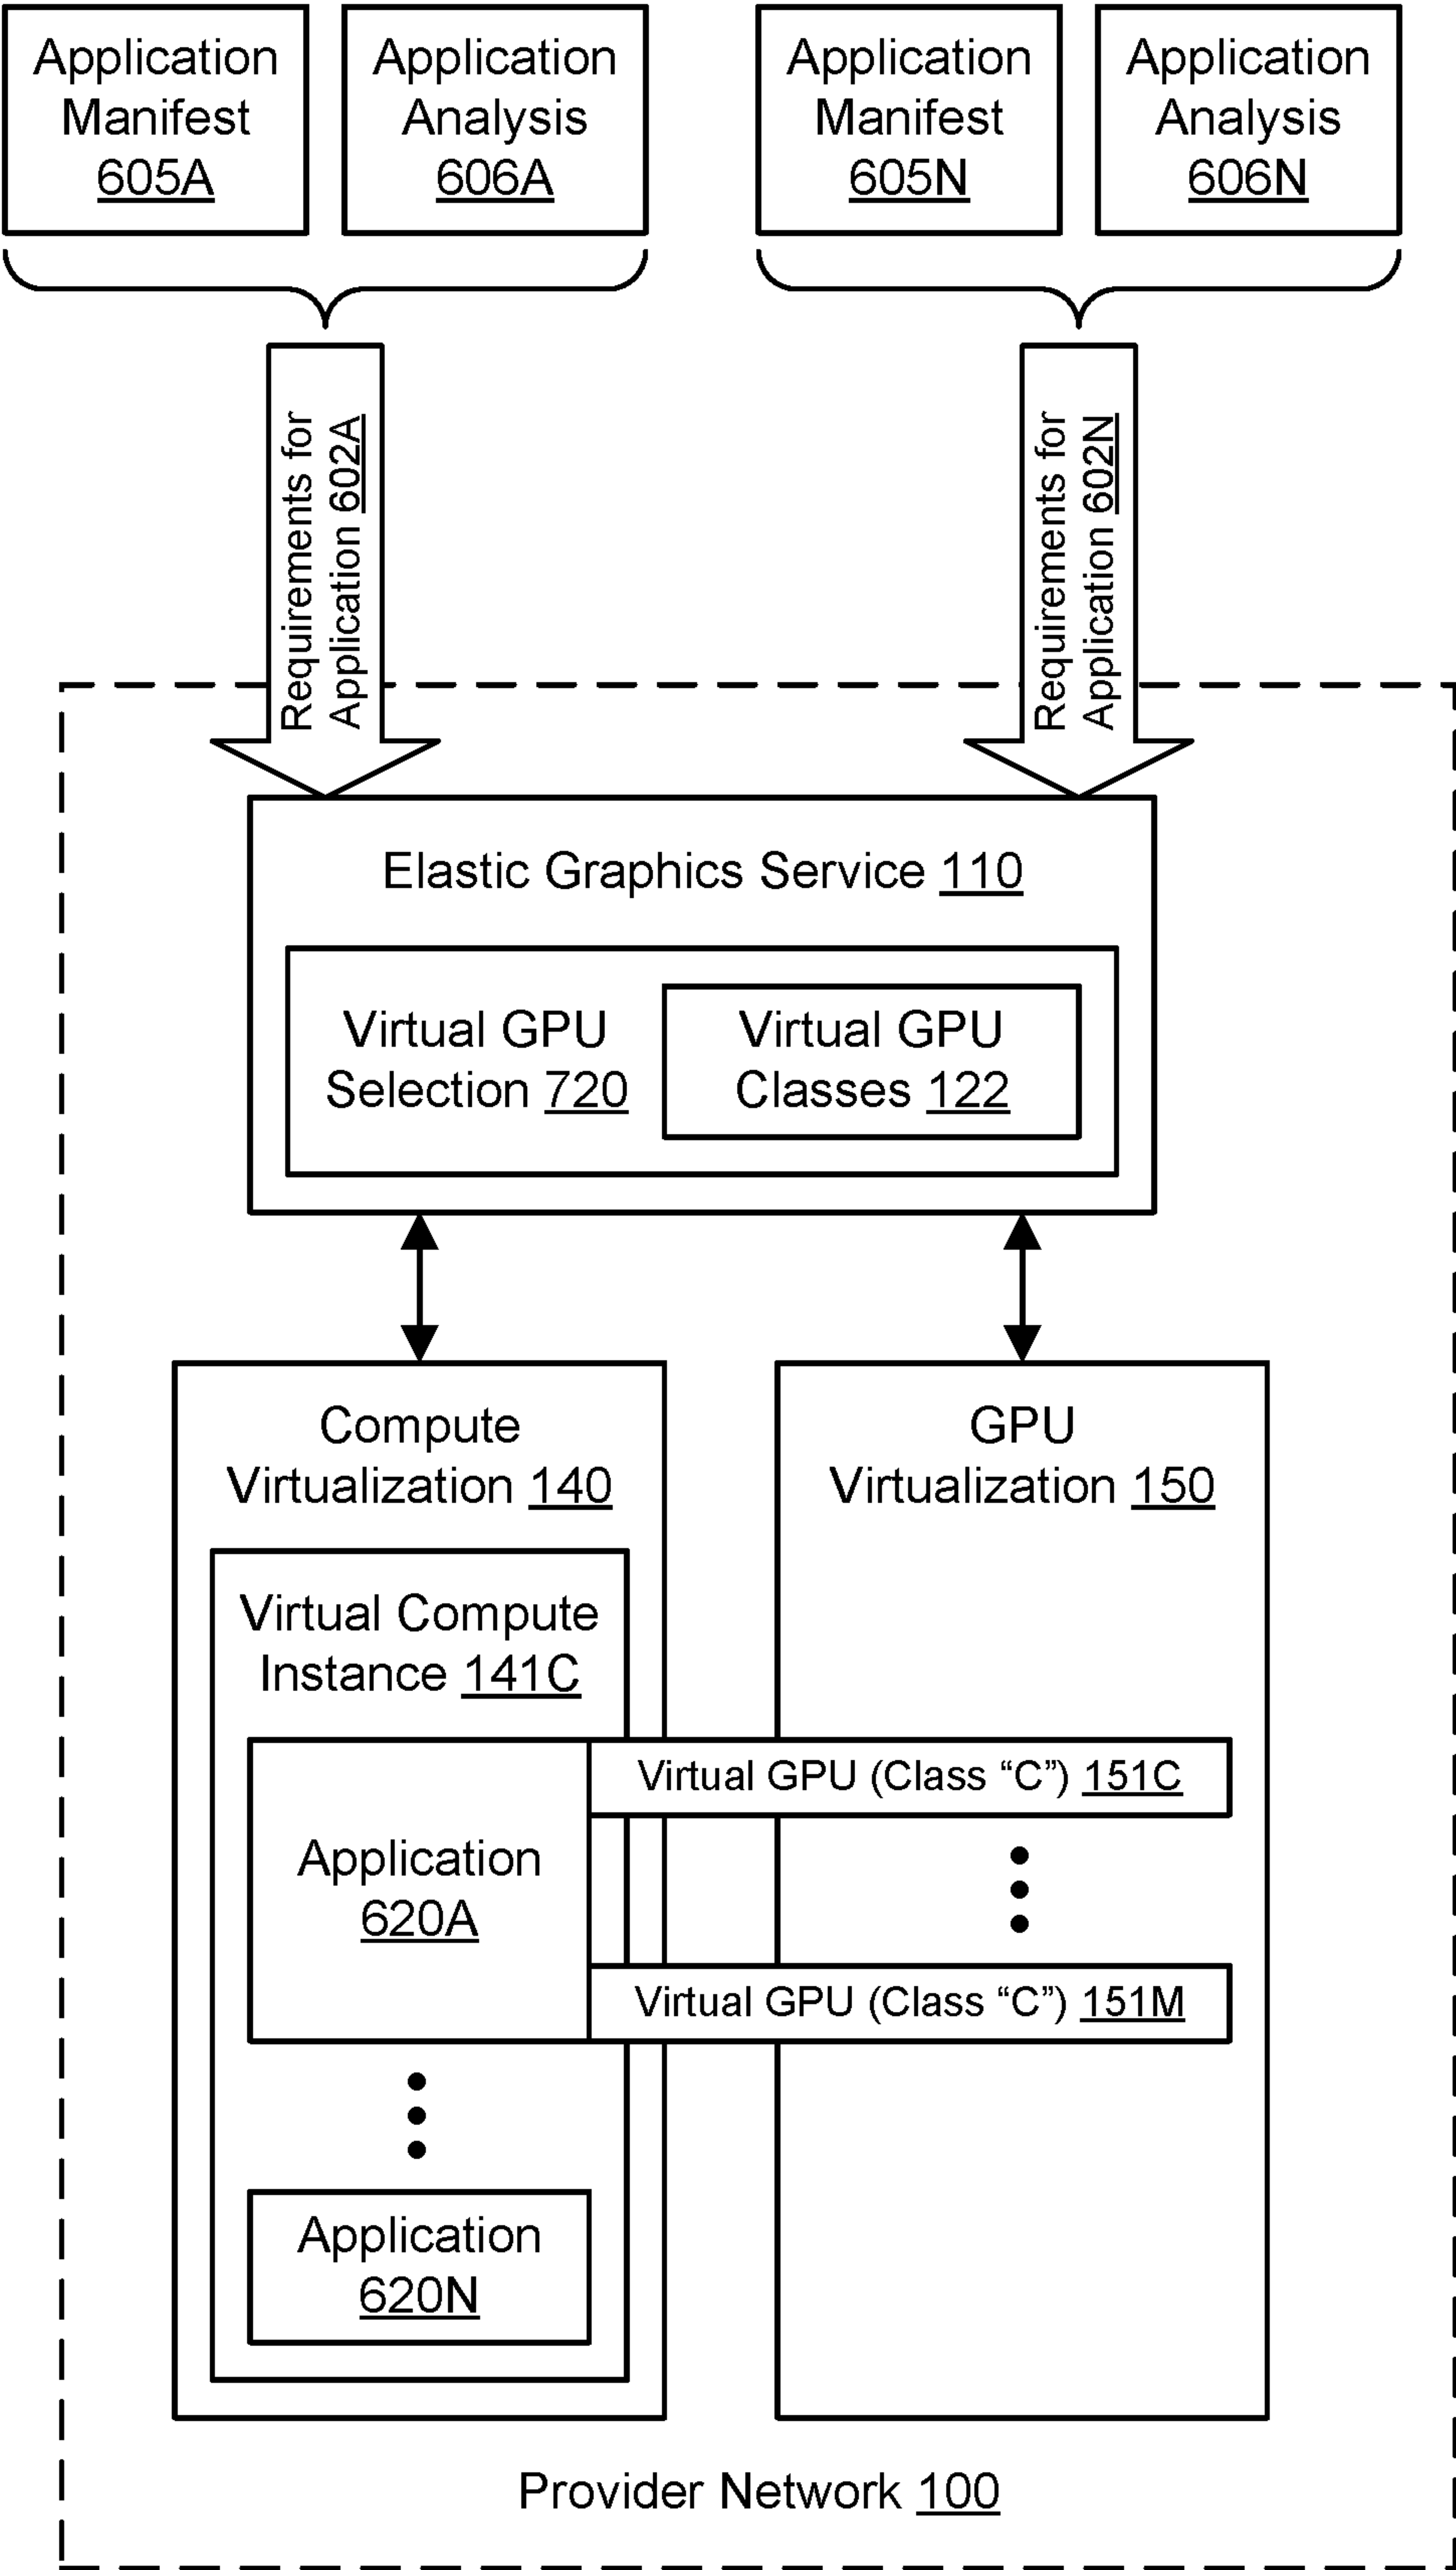 Application
Manifest
605A
Application
Analysis
606A
Application
Manifest
605N
Application
Analysis
606N
Requirements for
Application 602A
Requirements for
Application 602N
Elastic Graphics Service 110
Virtual GPU
Selection 720
Virtual GPU
Classes 122
Compute
Virtualization 140
GPU
Virtualization 150
Virtual Compute
Instance 141C
Application
620A
Virtual GPU (Class “C”) 151C
Virtual GPU (Class “C”) 151M
Application
620N
Provider Network 100